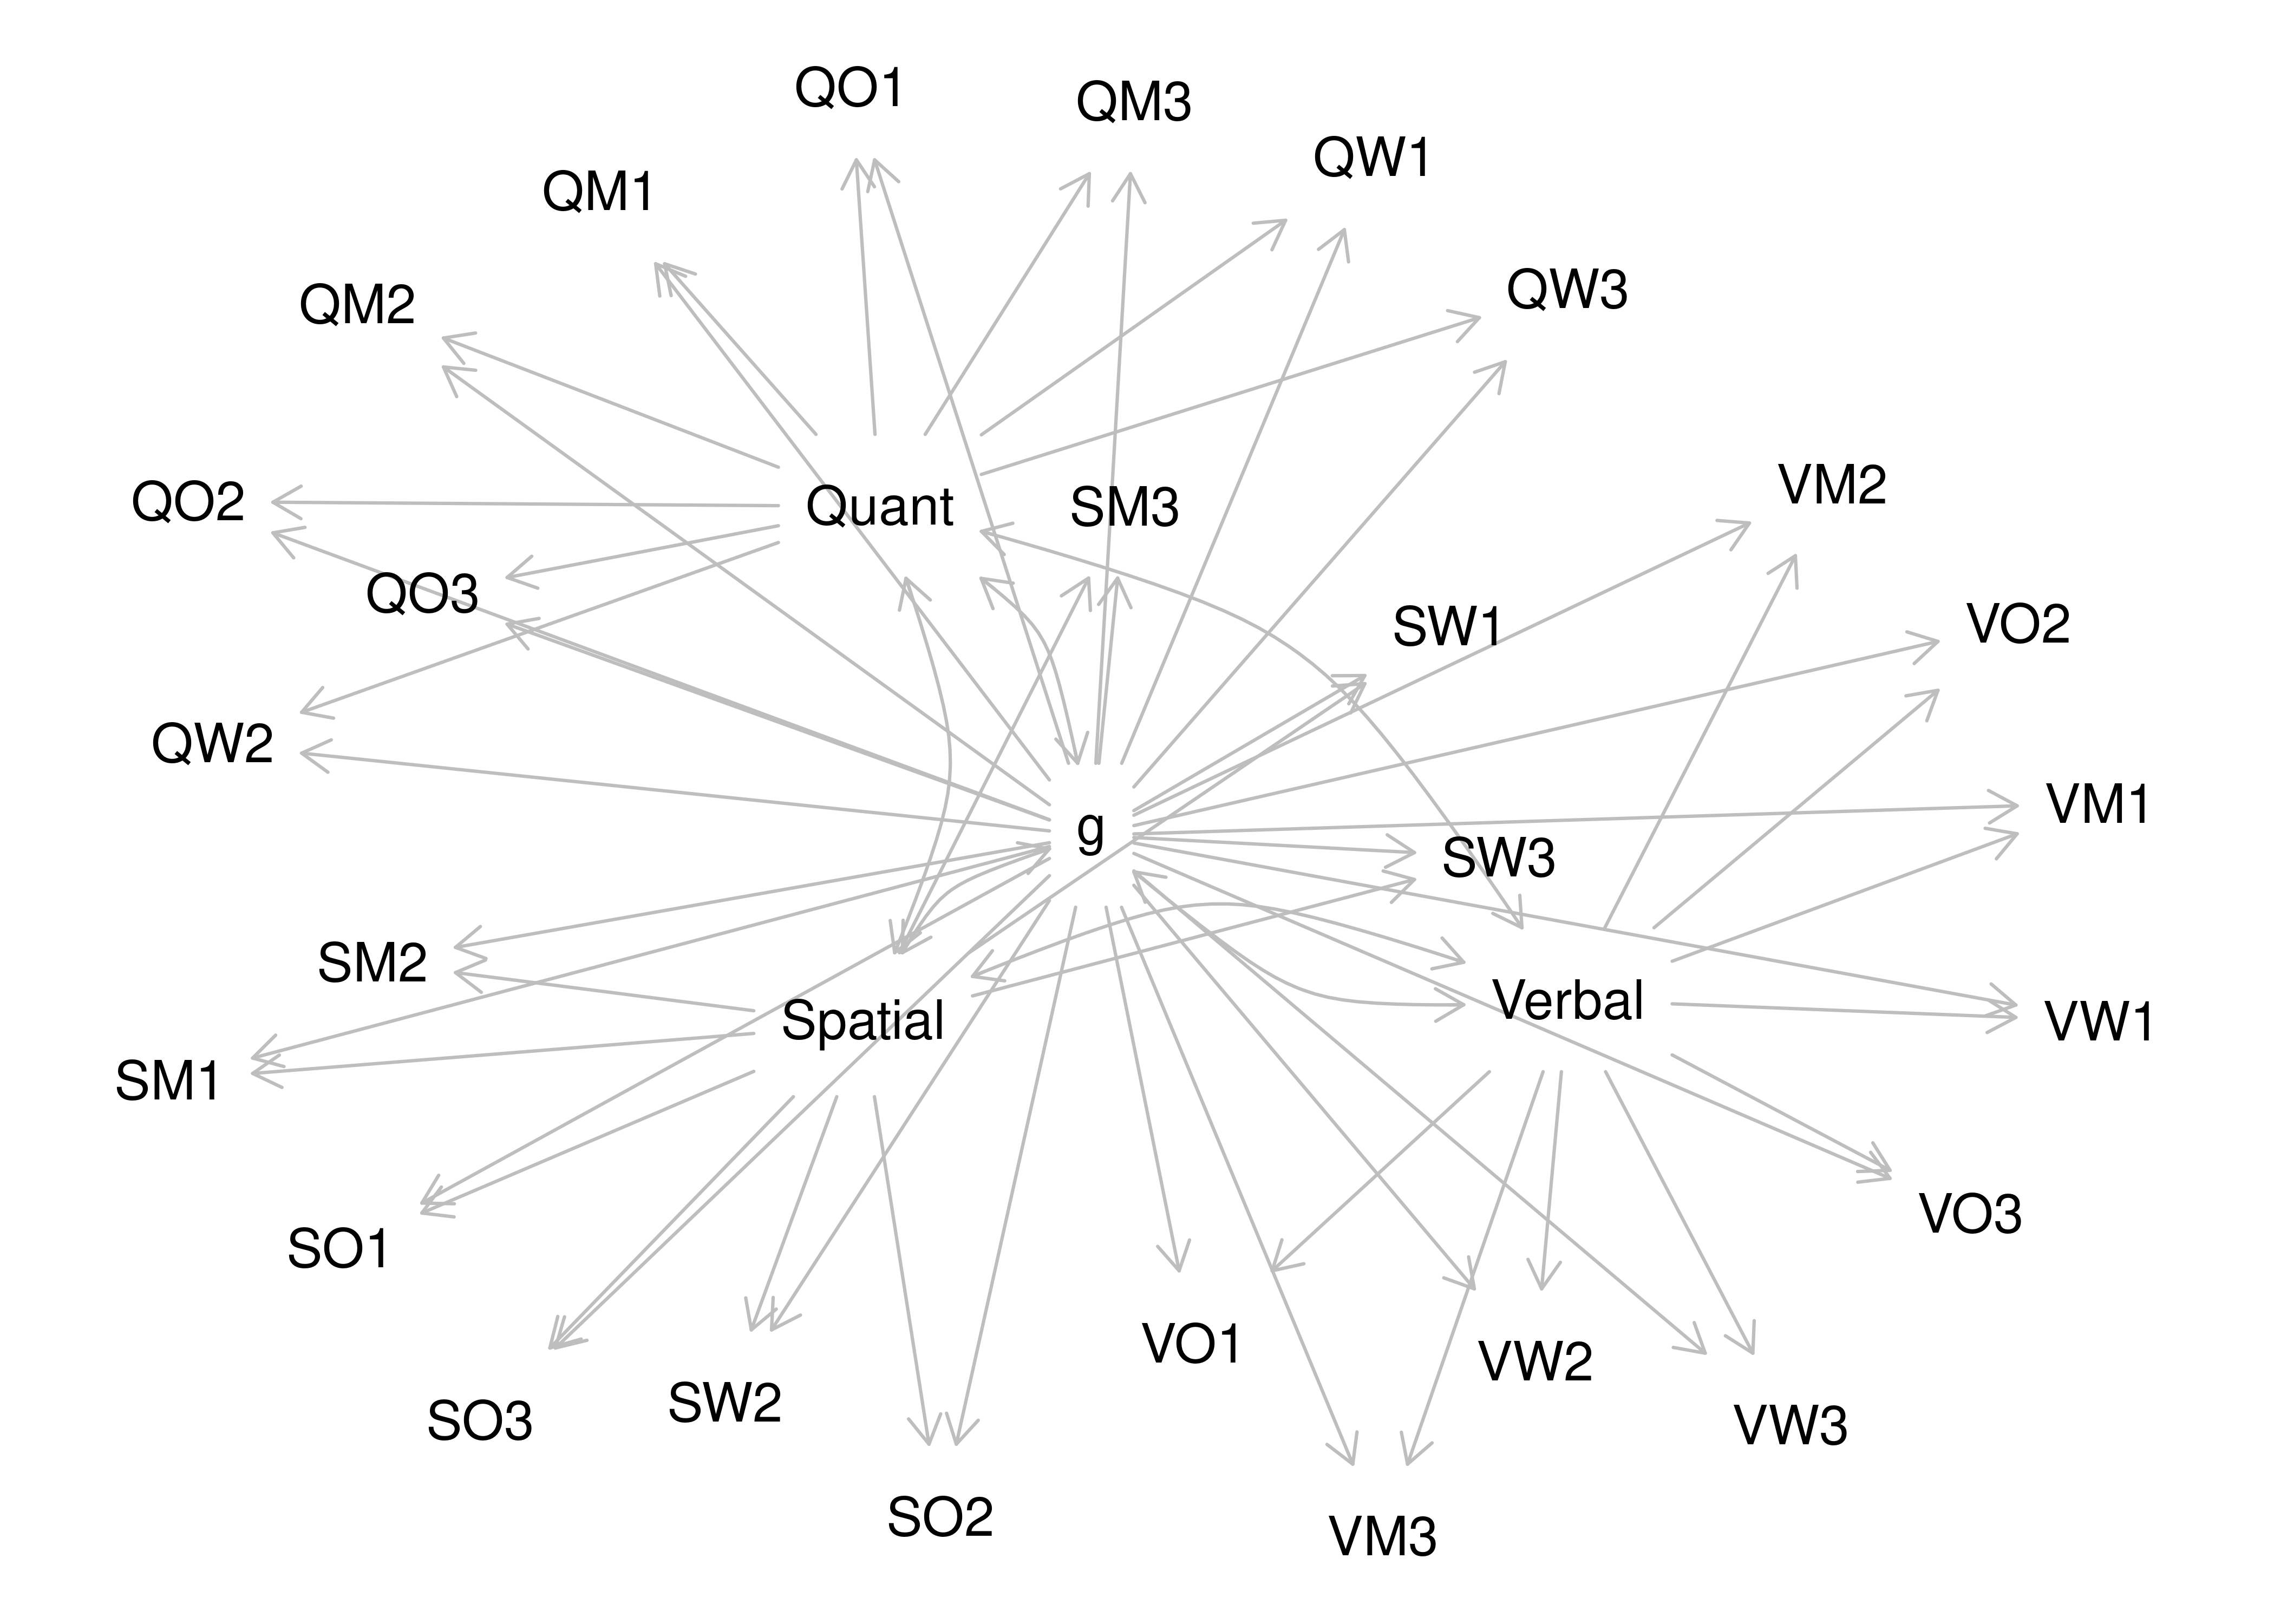 QO1
QM3
QW1
QM1
QW3
QM2
VM2
QO2
Quant
SM3
QO3
SW1
VO2
QW2
VM1
g
SW3
SM2
Verbal
Spatial
VW1
SM1
VO3
SO1
VO1
VW2
SW2
SO3
VW3
SO2
VM3